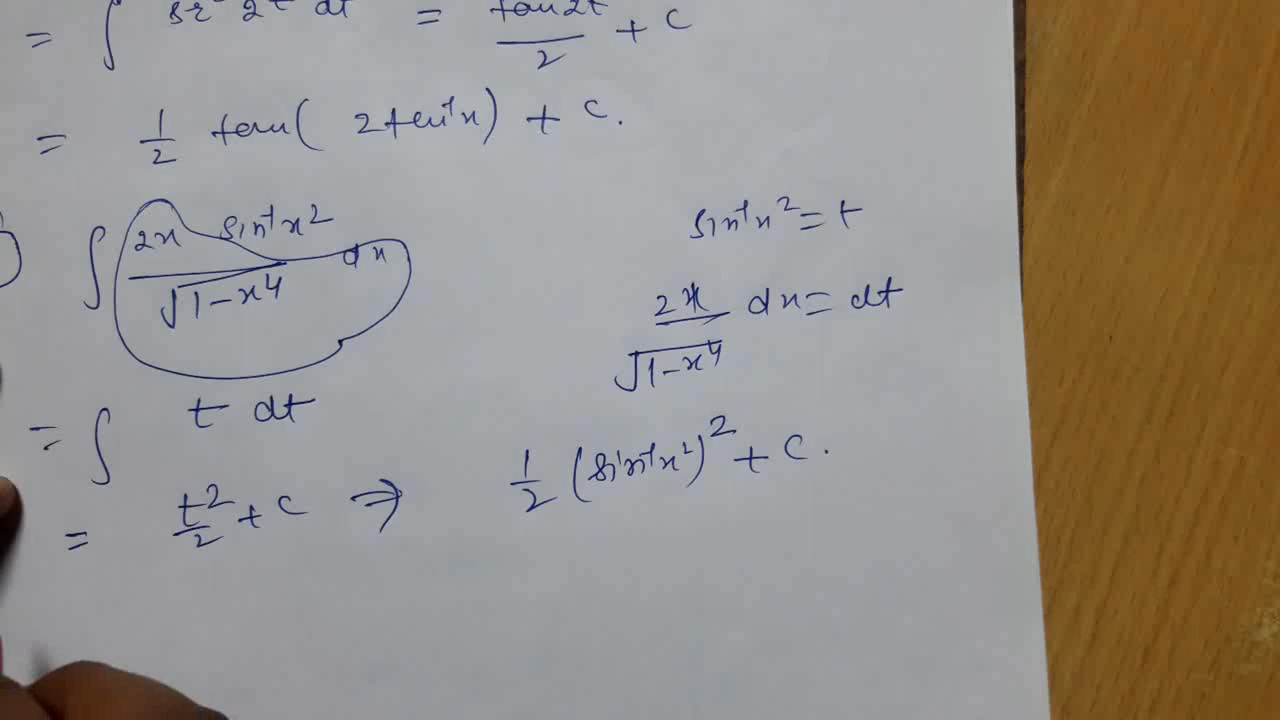 = ∫ sec² 2t dt = tan2t/2 + c
= 1/2 tan( 2tan⁻¹x) + c.
∫ 2x sin⁻¹x²/√1-x⁴ dx
sin⁻¹x² = t
2x/√1-x⁴ dx = dt
= ∫ t dt
= t²/2 + c ⇒ 1/2 (sin⁻¹x²)² + c.